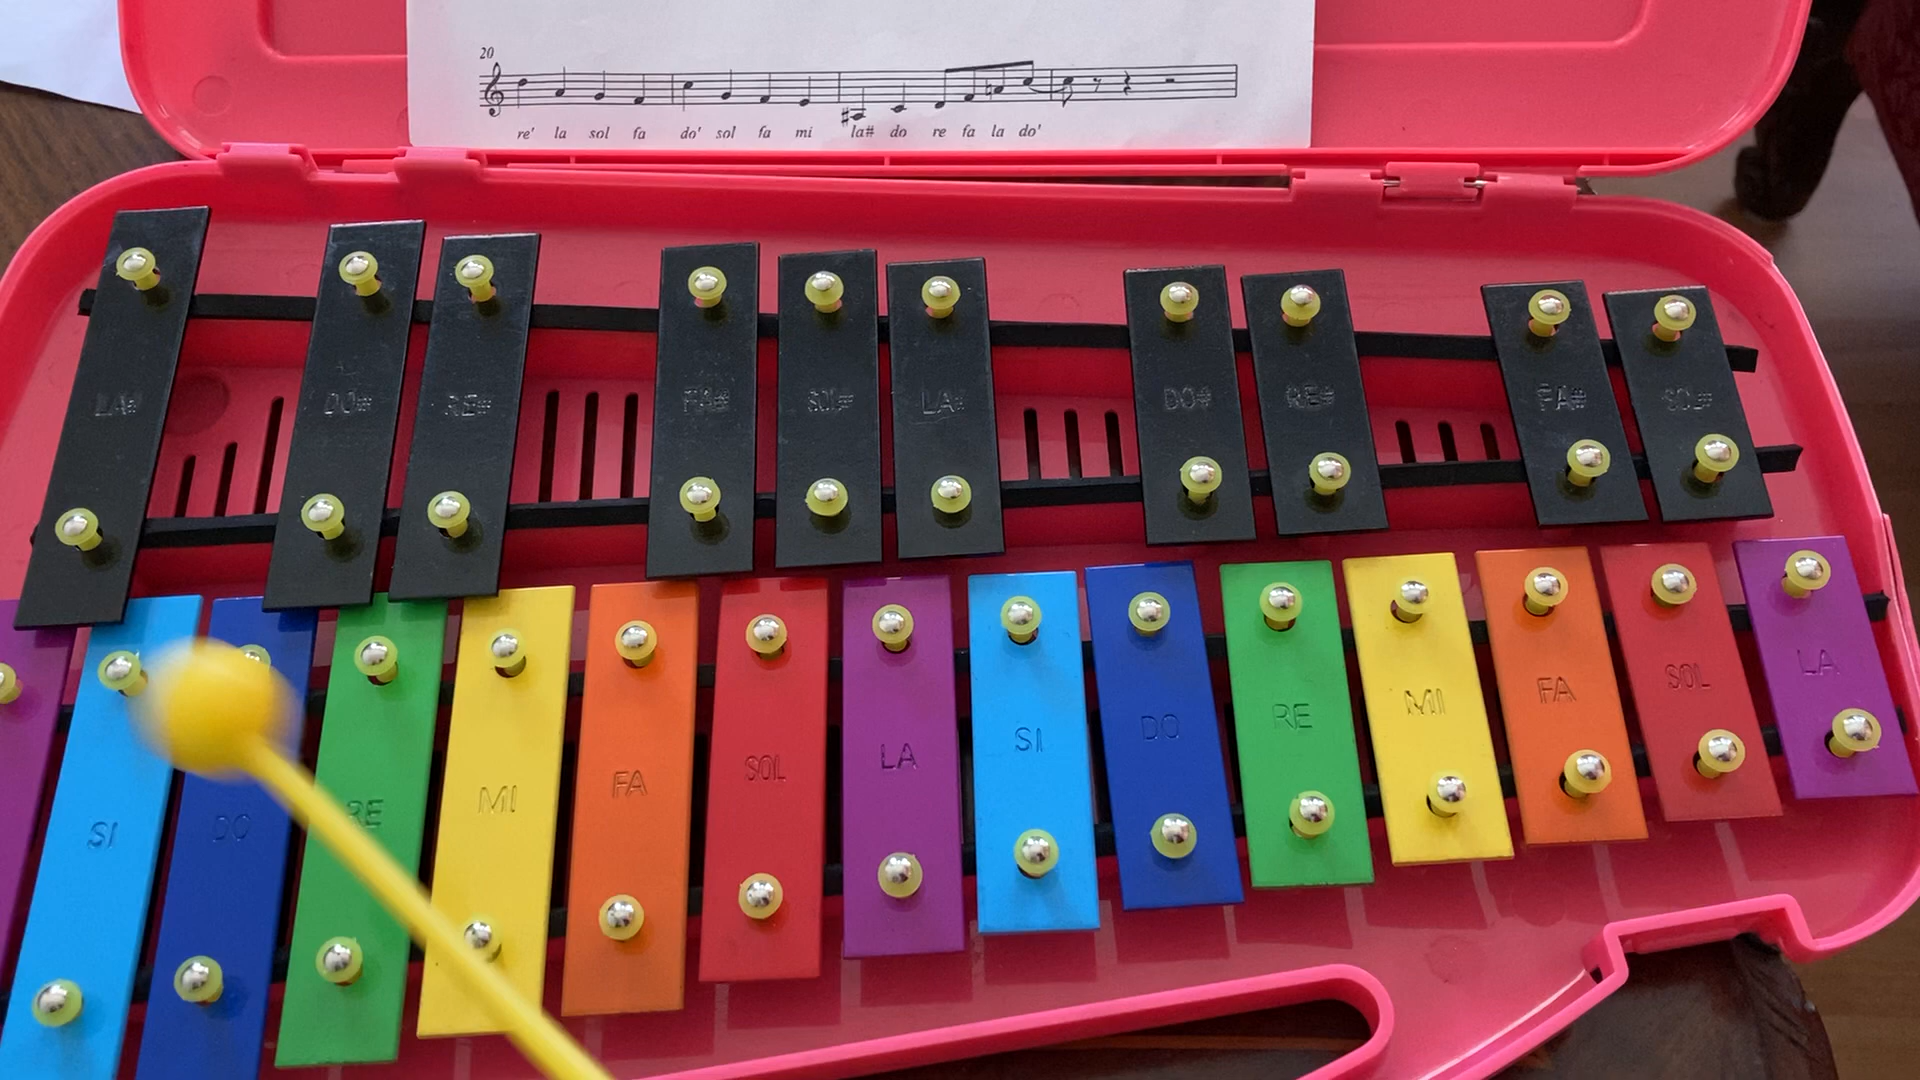 20
re' la sol fa do' sol fa mi la# do re fa la do'
LA# DO# RE# FA# SOL# LA# DO# RE# FA# SOL#
SI DO RE MI FA SOL LA SI DO RE MI FA SOL LA